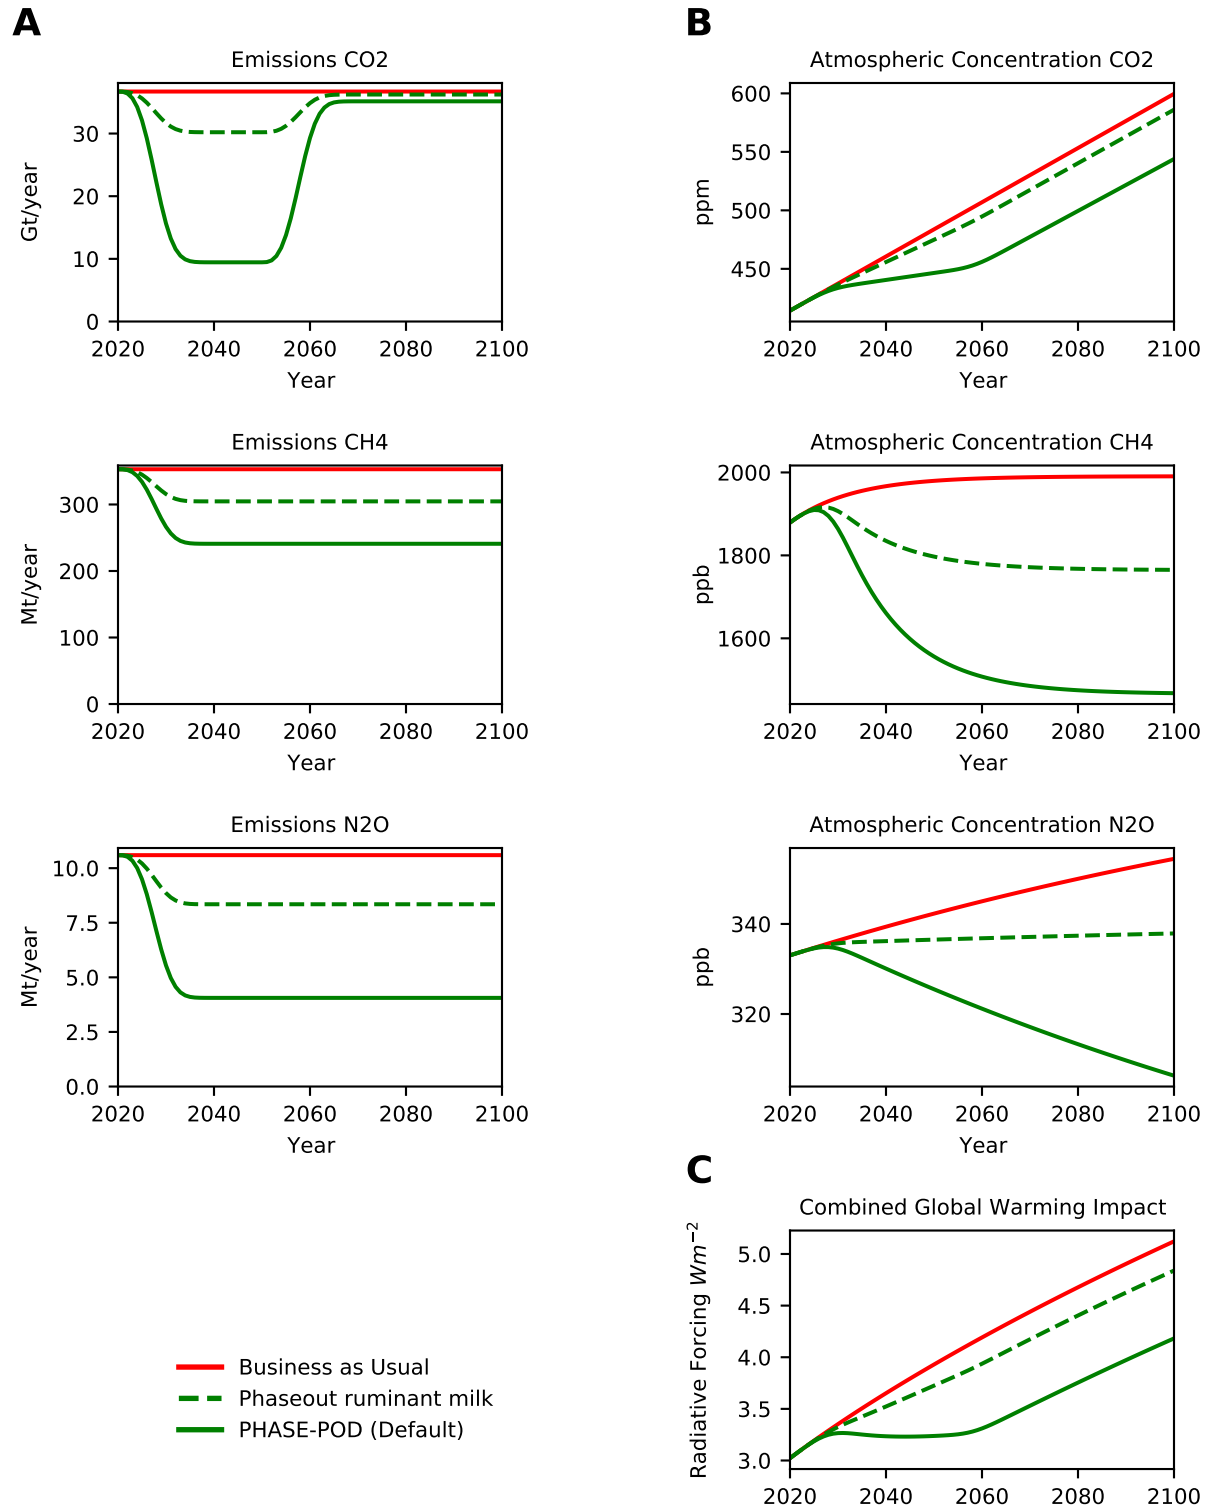 A
Emissions CO2
Gt/year
30
20
10
0
2020 2040 2060 2080 2100
Year
Emissions CH4
Mt/year
300
200
100
0
2020 2040 2060 2080 2100
Year
Emissions N2O
Mt/year
10.0
7.5
5.0
2.5
0.0
2020 2040 2060 2080 2100
Year
B
Atmospheric Concentration CO2
ppm
600
550
500
450
2020 2040 2060 2080 2100
Year
Atmospheric Concentration CH4
ppb
2000
1800
1600
2020 2040 2060 2080 2100
Year
Atmospheric Concentration N2O
ppb
340
320
2020 2040 2060 2080 2100
Year
C
Combined Global Warming Impact
Radiative Forcing Wm⁻²
5.0
4.5
4.0
3.5
3.0
2020 2040 2060 2080 2100
Business as Usual
Phaseout ruminant milk
PHASE-POD (Default)